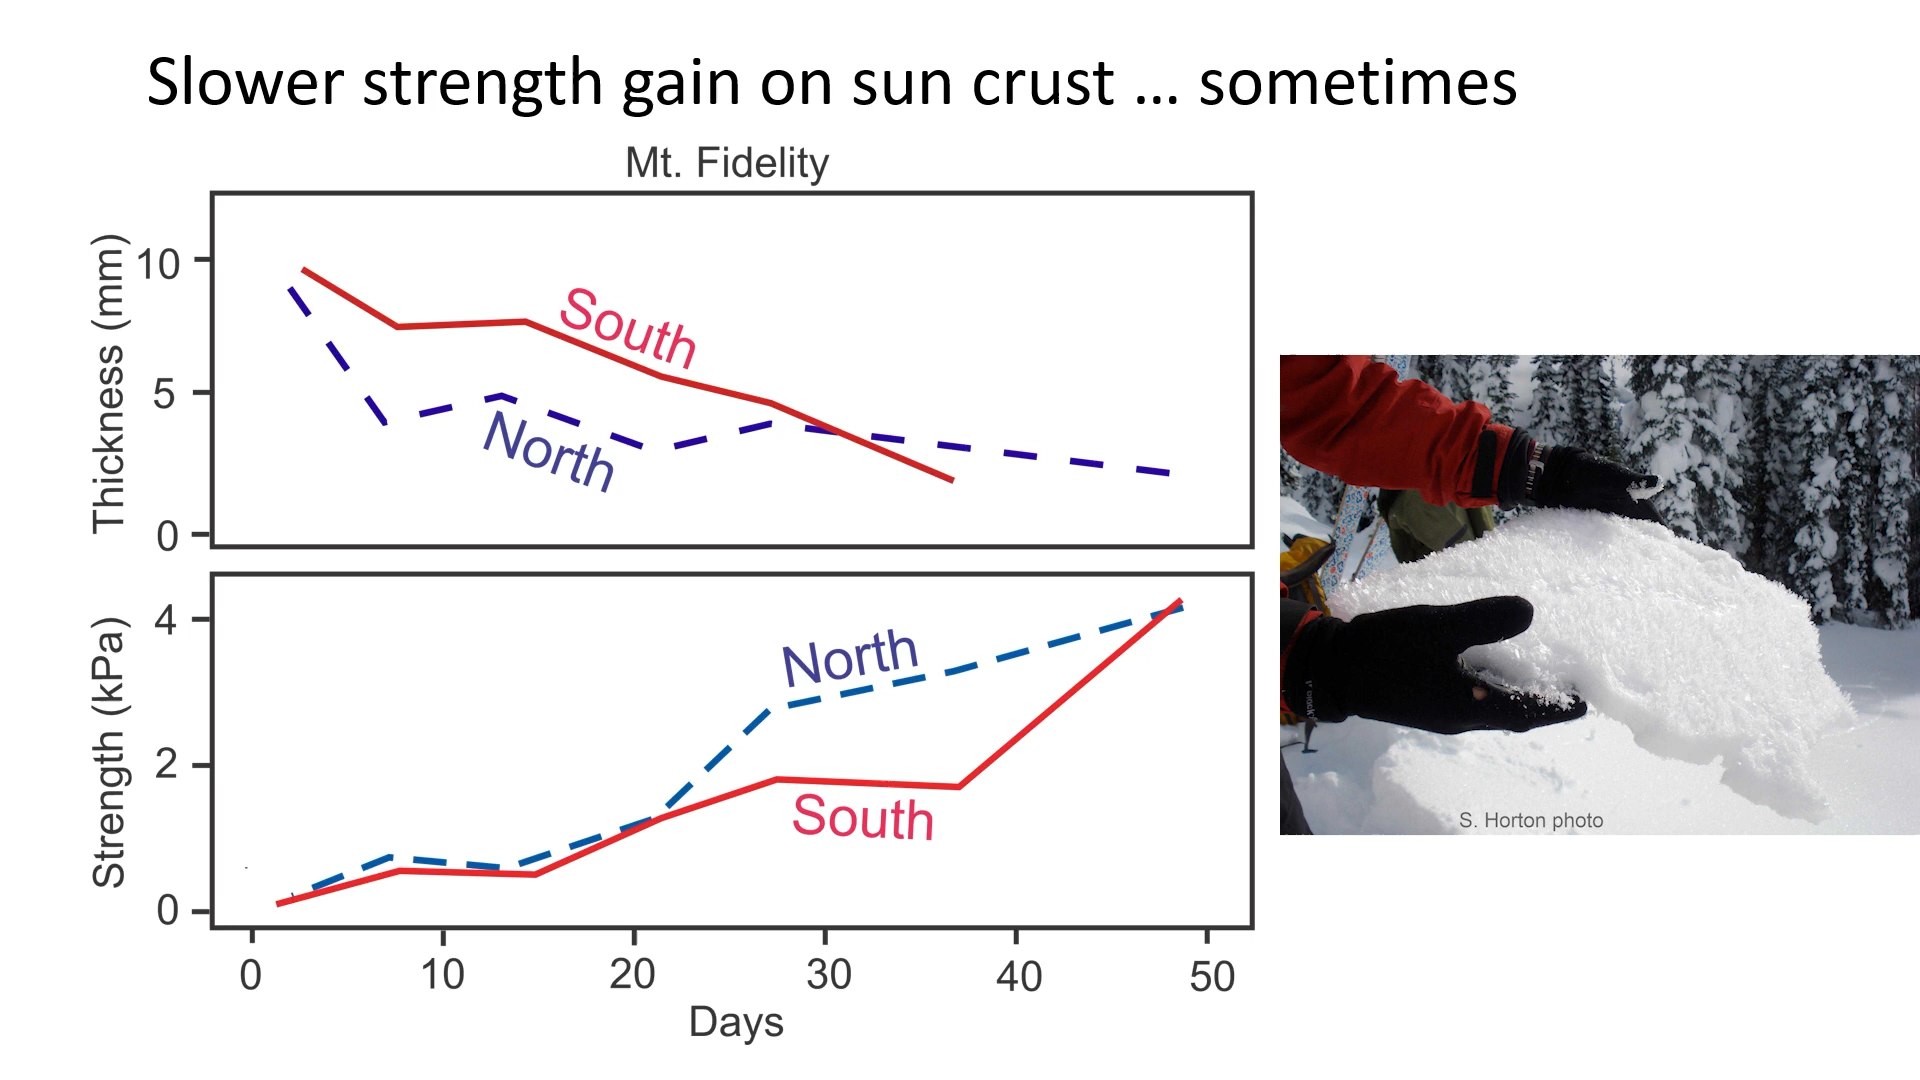 Slower strength gain on sun crust ... sometimes
Mt. Fidelity
Thickness (mm)
10
5
0
South
North
Strength (kPa)
4
2
0
North
South
0 10 20 30 40 50
Days
S. Horton photo